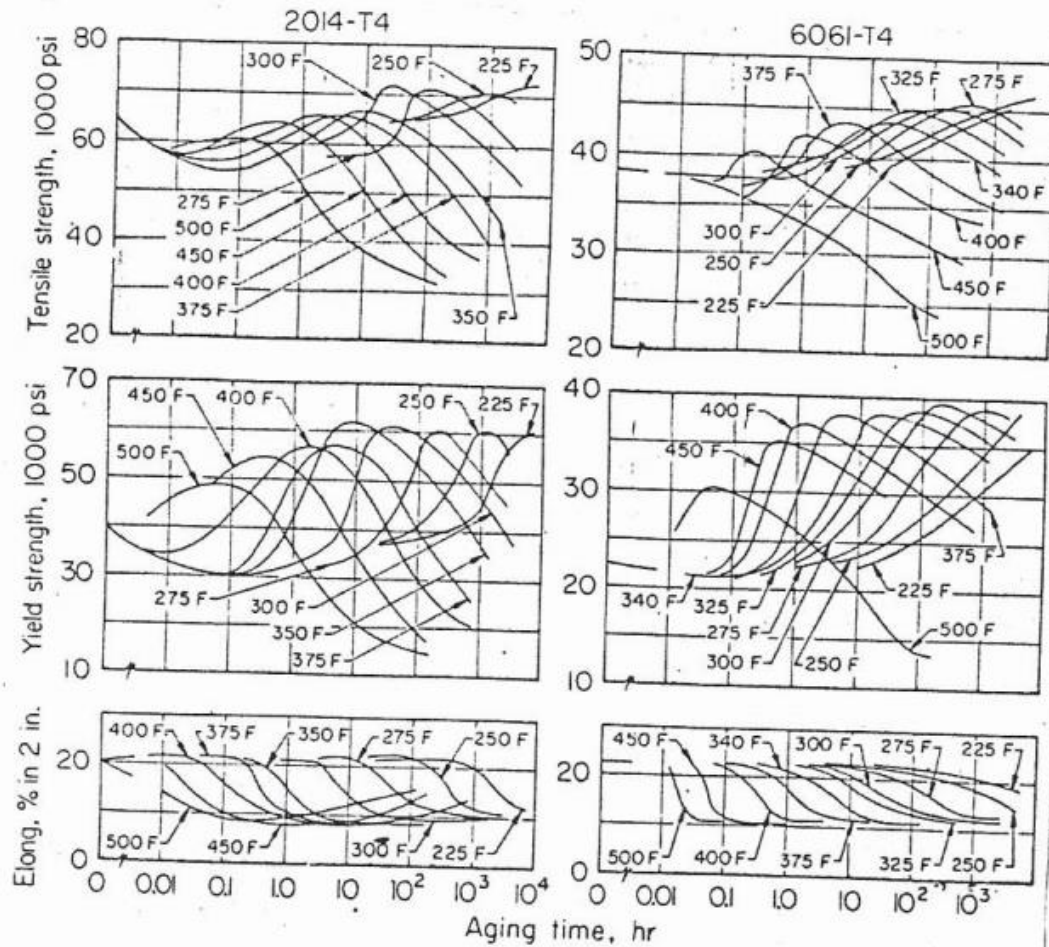 2014-T4
6061-T4
Tensile strength, 1000 psi
80
60
40
20
300 F
250 F
225 F
275 F
500 F
450 F
400 F
375 F
350 F
50
40
30
20
375 F
325 F
275 F
340 F
300 F
400 F
250 F
450 F
225 F
500 F
Yield strength, 1000 psi
70
50
30
10
450 F
400 F
250 F
225 F
500 F
275 F
300 F
350 F
375 F
40
30
20
10
400 F
450 F
375 F
340 F
325 F
225 F
275 F
500 F
300 F
250 F
Elong, % in 2 in.
20
0
400 F
375 F
350 F
275 F
250 F
500 F
450 F
300 F
225 F
20
0
450 F
340 F
300 F
275 F
225 F
500 F
400 F
375 F
325 F
250 F
0 0.01 0.1 1.0 10 10² 10³ 10⁴
0 0.01 0.1 1.0 10 10² 10³
Aging time, hr